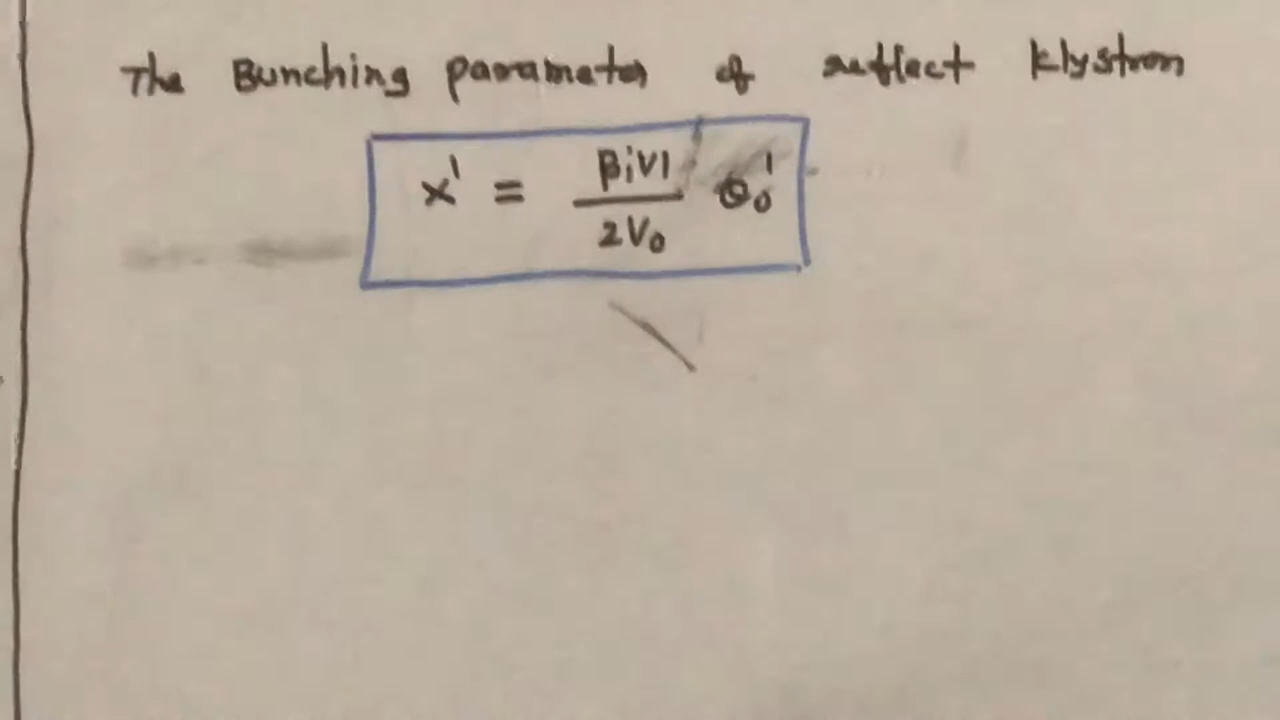 The Bunching parameter of reflect klystron
x' = βiV1 / 2V0 θ0'